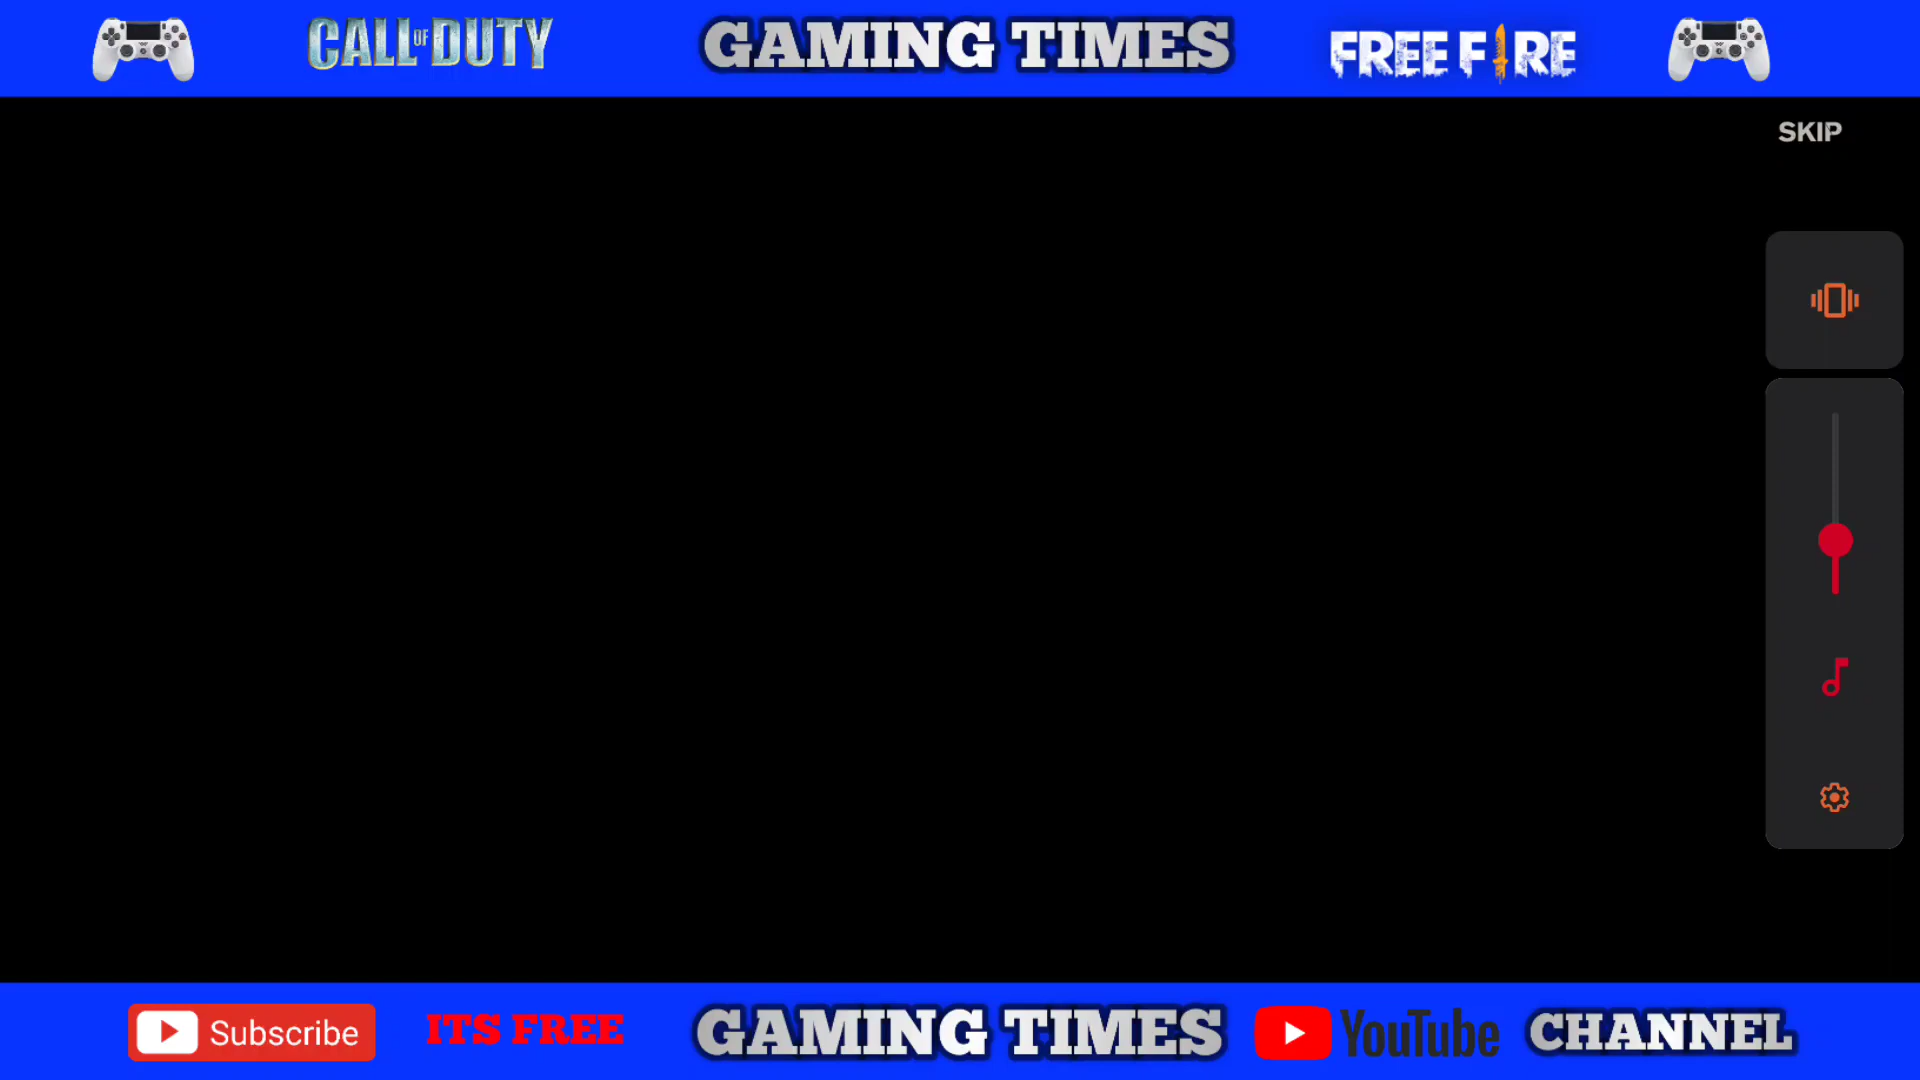 CALL OF DUTY
GAMING TIMES
FREE FIRE
SKIP
Subscribe
ITS FREE
GAMING TIMES
YouTube
CHANNEL